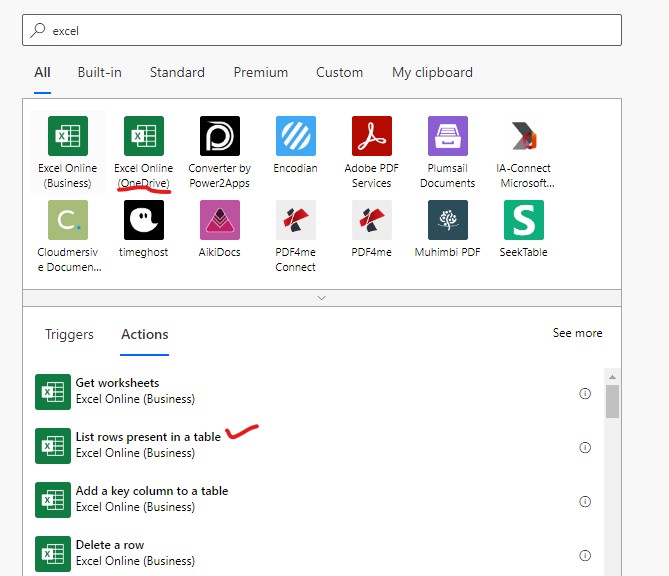 excel
All Built-in Standard Premium Custom My clipboard
Excel Online (Business)
Excel Online (OneDrive)
Converter by Power2Apps
Encodian
Adobe PDF Services
Plumsail Documents
IA-Connect Microsoft...
Cloudmersive Documen...
timeghost
AikiDocs
PDF4me Connect
PDF4me
Muhimbi PDF
SeekTable
Triggers Actions See more
Get worksheets
Excel Online (Business)
List rows present in a table
Excel Online (Business)
Add a key column to a table
Excel Online (Business)
Delete a row
Excel Online (Business)